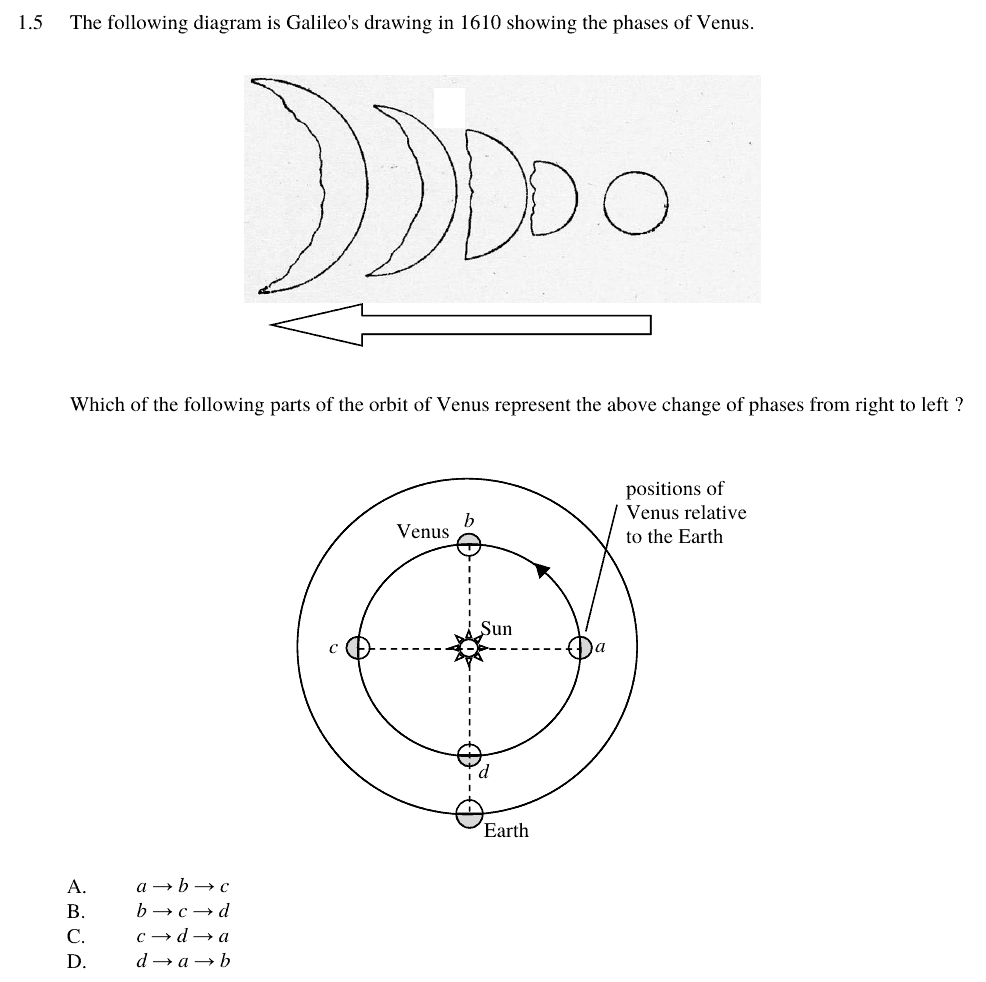 1.5 The following diagram is Galileo's drawing in 1610 showing the phases of Venus.
Which of the following parts of the orbit of Venus represent the above change of phases from right to left ?
positions of
Venus relative
to the Earth
b
Venus
Sun
c
a
d
Earth
A. a → b → c
B. b → c → d
C. c → d → a
D. d → a → b